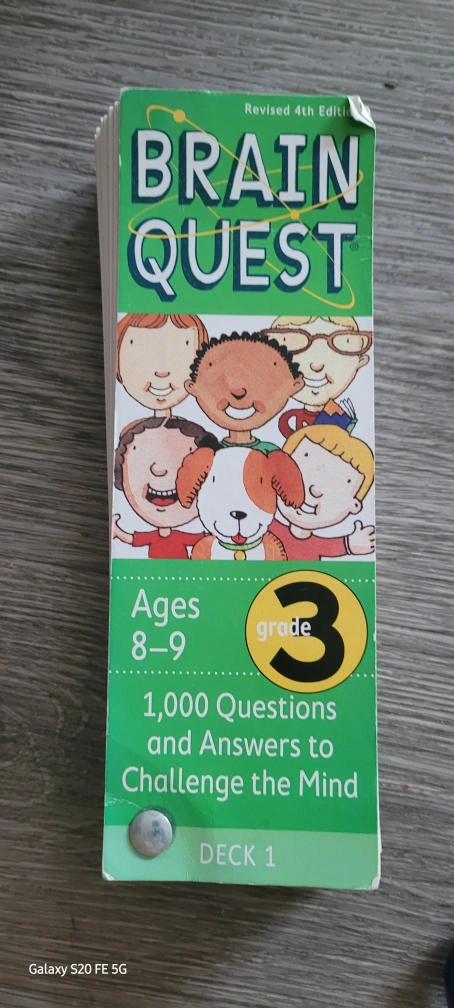 Revised 4th Editi
BRAIN
QUEST®
Ages
8–9
grade 3
1,000 Questions
and Answers to
Challenge the Mind
DECK 1
Galaxy S20 FE 5G